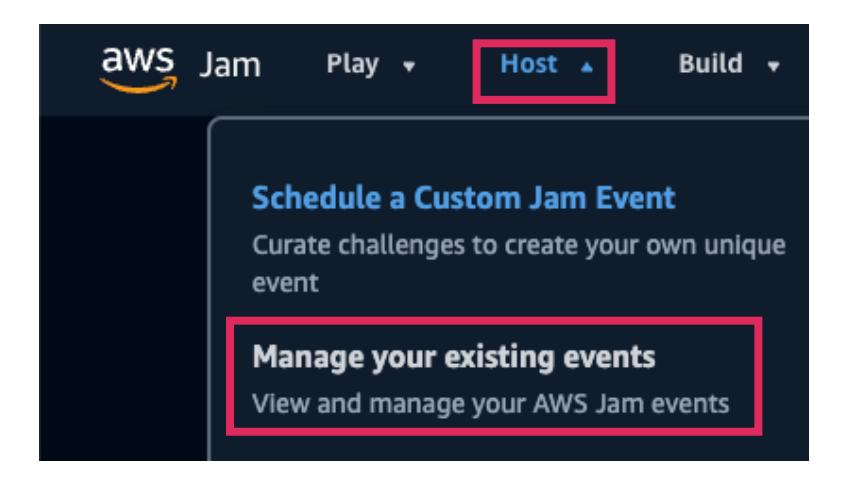 aws Jam Play Host Build
Schedule a Custom Jam Event
Curate challenges to create your own unique
event
Manage your existing events
View and manage your AWS Jam events